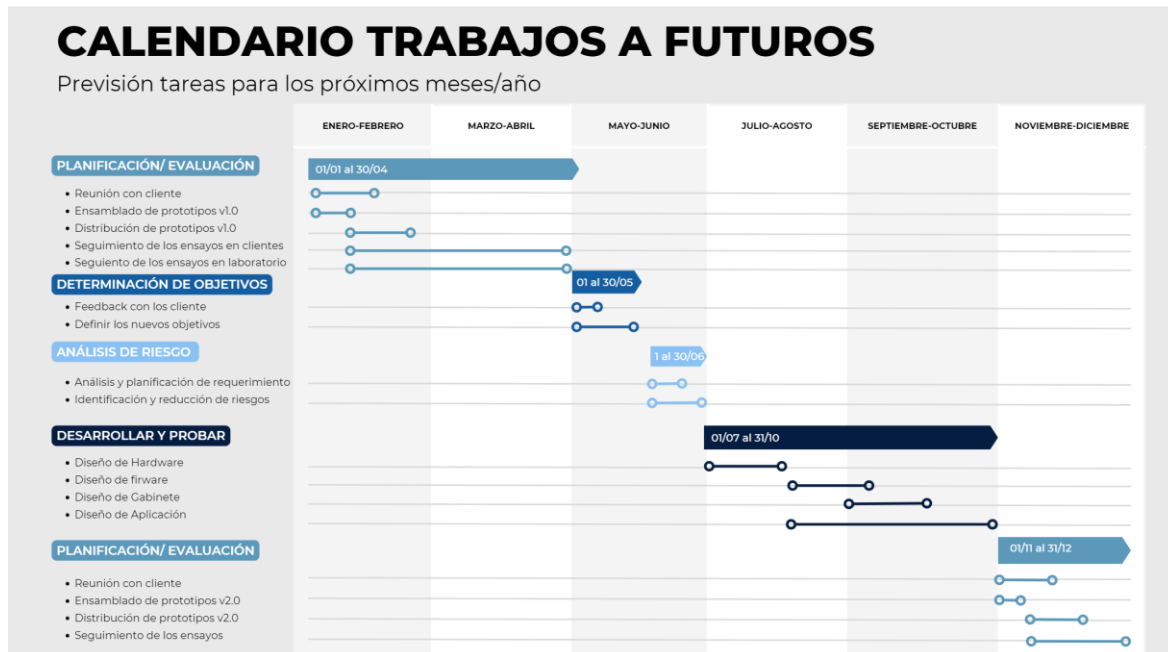 CALENDARIO TRABAJOS A FUTUROS
Previsión tareas para los próximos meses/año
ENERO-FEBRERO
MARZO-ABRIL
MAYO-JUNIO
JULIO-AGOSTO
SEPTIEMBRE-OCTUBRE
NOVIEMBRE-DICIEMBRE
PLANIFICACIÓN/ EVALUACIÓN
01/01 al 30/04
Reunión con cliente
Ensamblado de prototipos v1.0
Distribución de prototipos v1.0
Seguimiento de los ensayos en clientes
Seguiento de los ensayos en laboratorio
DETERMINACIÓN DE OBJETIVOS
01 al 30/05
Feedback con los cliente
Definir los nuevos objetivos
ANÁLISIS DE RIESGO
1 al 30/06
Análisis y planificación de requerimiento
Identificación y reducción de riesgos
DESARROLLAR Y PROBAR
01/07 al 31/10
Diseño de Hardware
Diseño de firware
Diseño de Gabinete
Diseño de Aplicación
PLANIFICACIÓN/ EVALUACIÓN
01/11 al 31/12
Reunión con cliente
Ensamblado de prototipos v2.0
Distribución de prototipos v2.0
Seguimiento de los ensayos